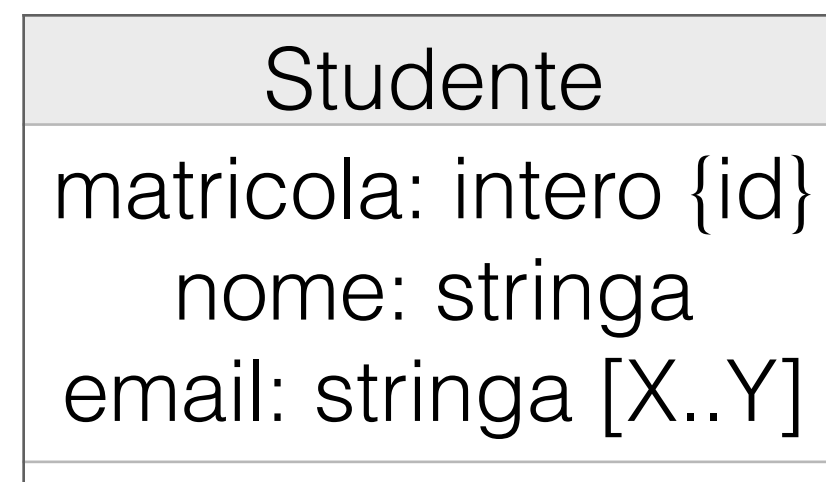 Studente
matricola: intero {id}
nome: stringa
email: stringa [X..Y]